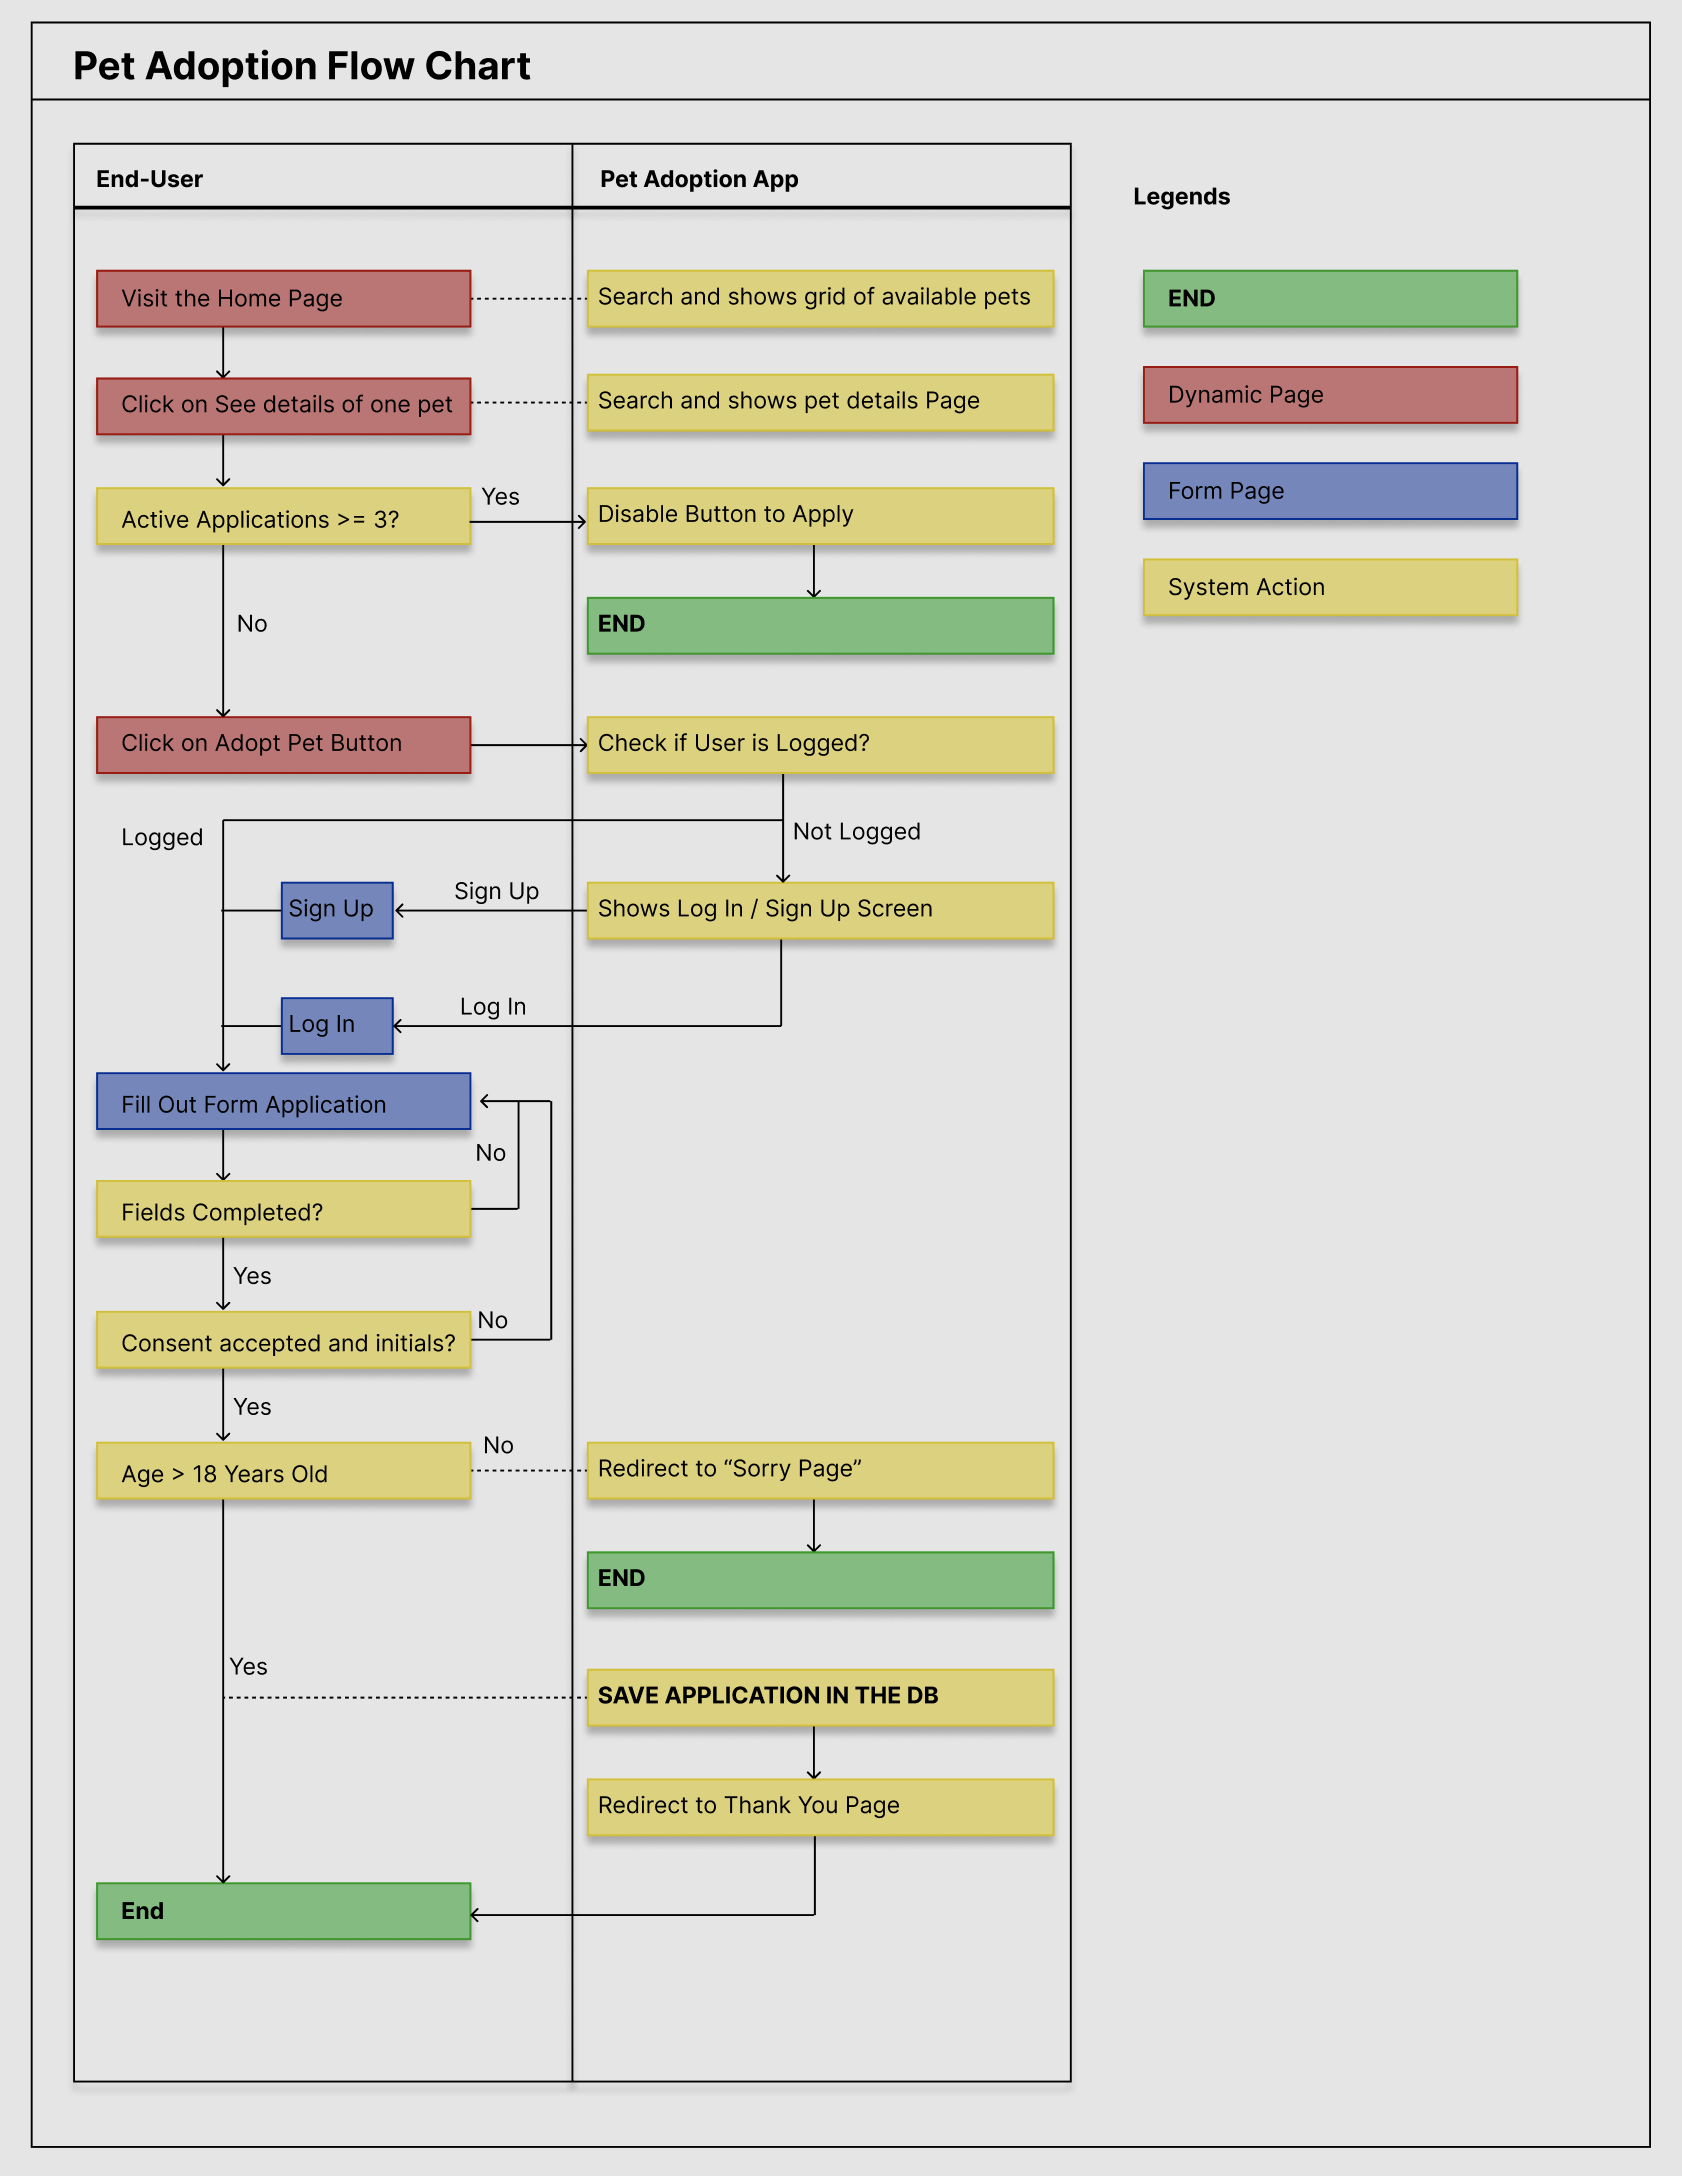 Pet Adoption Flow Chart
End-User
Pet Adoption App
Legends
Visit the Home Page
Search and shows grid of available pets
END
Click on See details of one pet
Search and shows pet details Page
Dynamic Page
Active Applications >= 3?
Yes
Disable Button to Apply
Form Page
No
END
System Action
Click on Adopt Pet Button
Check if User is Logged?
Logged
Not Logged
Sign Up
Sign Up
Shows Log In / Sign Up Screen
Log In
Log In
Fill Out Form Application
No
Fields Completed?
Yes
Consent accepted and initials?
No
Yes
Age > 18 Years Old
No
Redirect to “Sorry Page”
END
Yes
SAVE APPLICATION IN THE DB
Redirect to Thank You Page
End